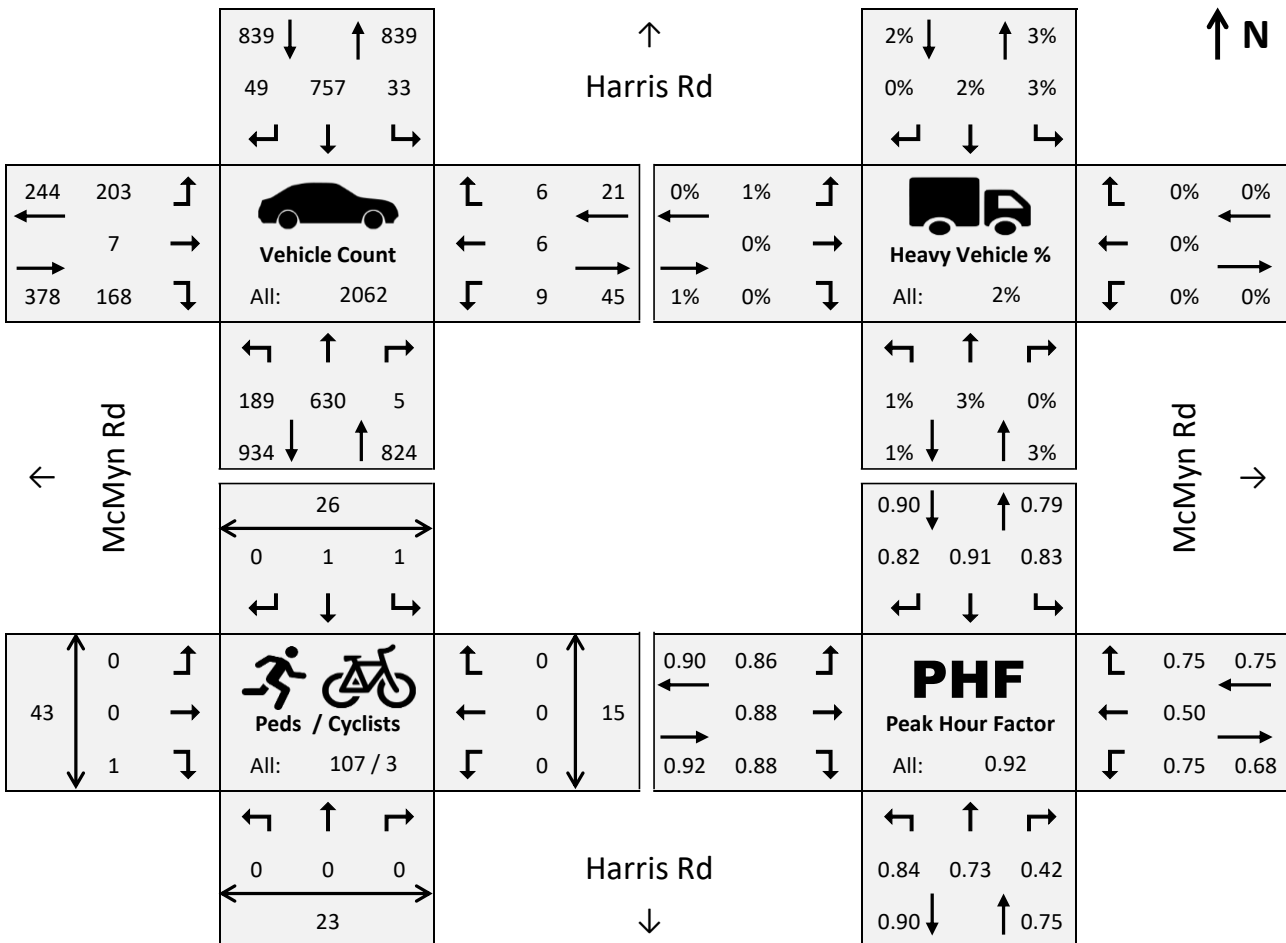 839 839 2% 3% N
49 757 33 Harris Rd 0% 2% 3%
244 203 6 21 0% 1% 0% 0%
7 Vehicle Count 6 0% Heavy Vehicle % 0%
378 168 All: 2062 9 45 1% 0% All: 2% 0% 0%
189 630 5 1% 3% 0%
934 824 1% 3%
McMyn Rd McMyn Rd
26 0.90 0.79
0 1 1 0.82 0.91 0.83
0 0 0.90 0.86 PHF 0.75 0.75
43 0 Peds / Cyclists 0 15 0.88 Peak Hour Factor 0.50
1 All: 107 / 3 0 0.92 0.88 All: 0.92 0.75 0.68
0 0 0 Harris Rd 0.84 0.73 0.42
23 0.90 0.75